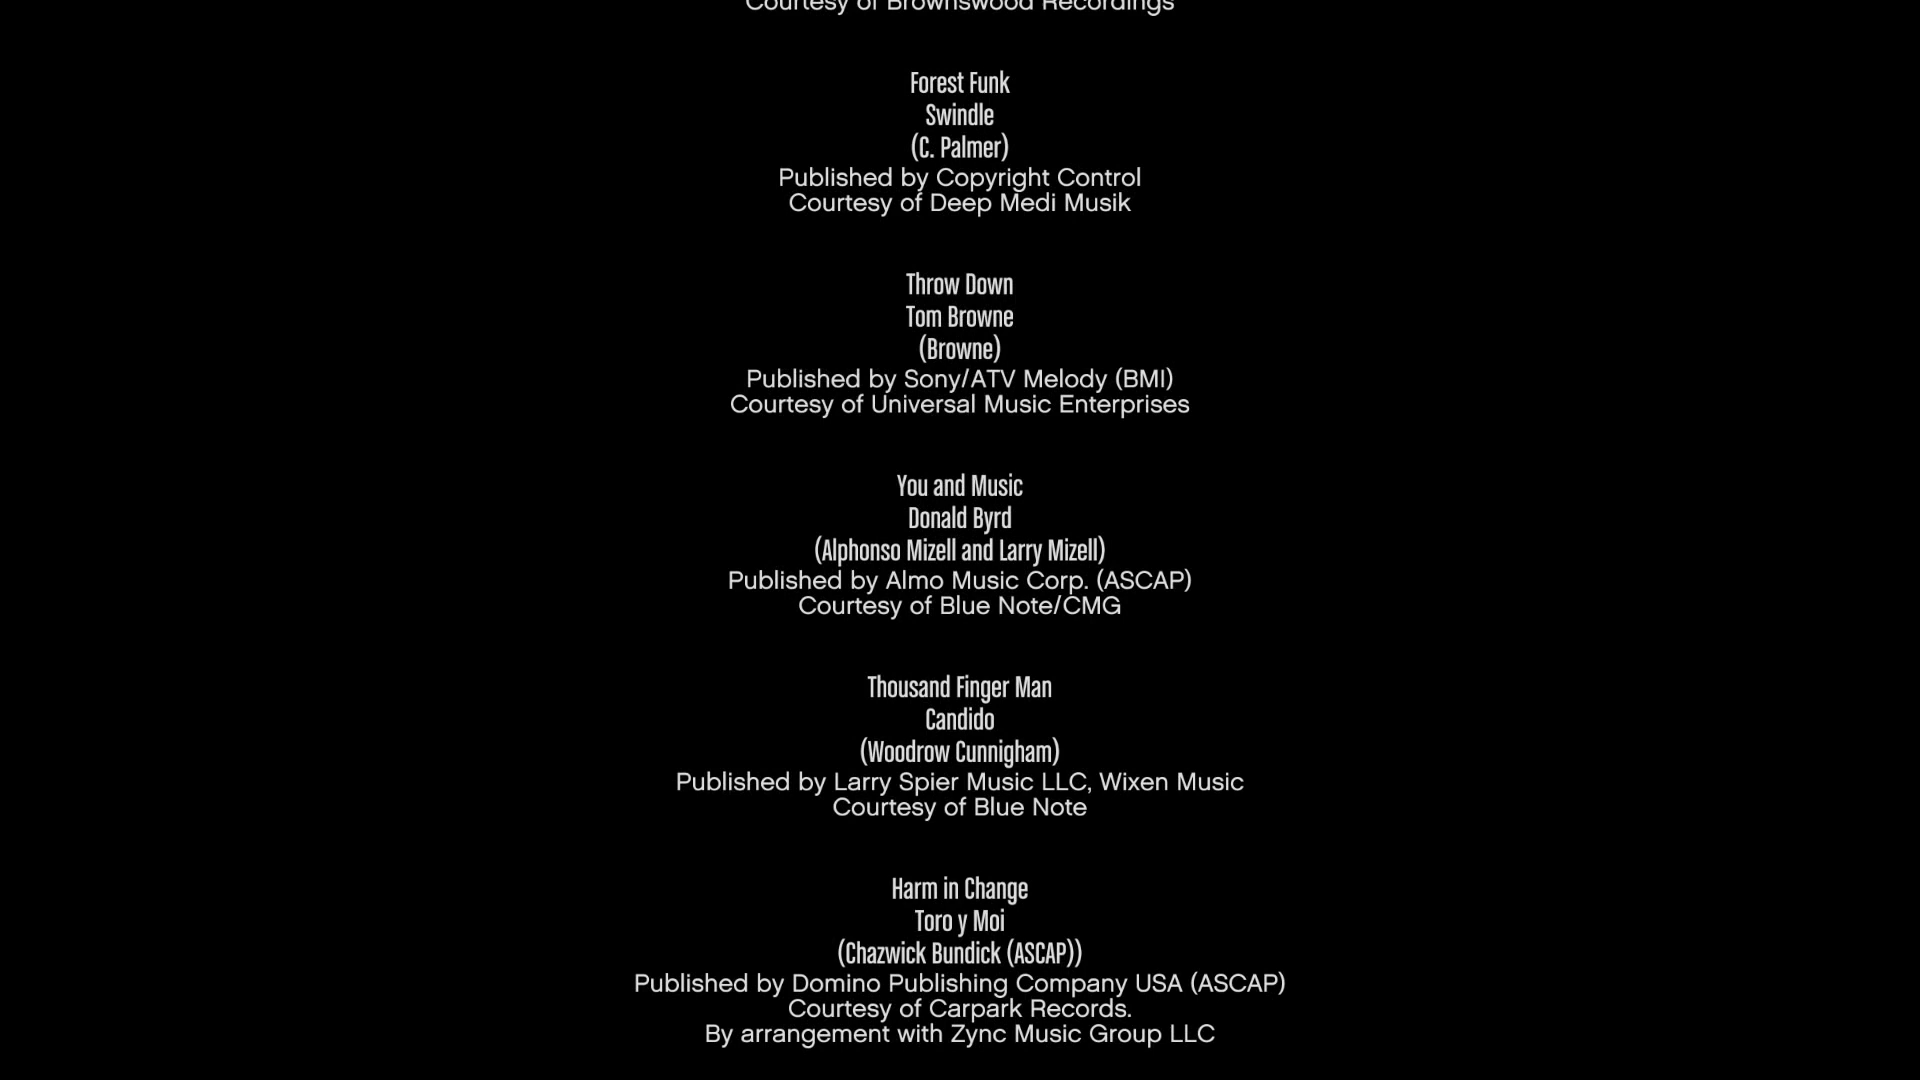 Courtesy of Brownswood Recordings
Forest Funk
Swindle
(C. Palmer)
Published by Copyright Control
Courtesy of Deep Medi Musik
Throw Down
Tom Browne
(Browne)
Published by Sony/ATV Melody (BMI)
Courtesy of Universal Music Enterprises
You and Music
Donald Byrd
(Alphonso Mizell and Larry Mizell)
Published by Almo Music Corp. (ASCAP)
Courtesy of Blue Note/CMG
Thousand Finger Man
Candido
(Woodrow Cunnigham)
Published by Larry Spier Music LLC, Wixen Music
Courtesy of Blue Note
Harm in Change
Toro y Moi
(Chazwick Bundick (ASCAP))
Published by Domino Publishing Company USA (ASCAP)
Courtesy of Carpark Records.
By arrangement with Zync Music Group LLC